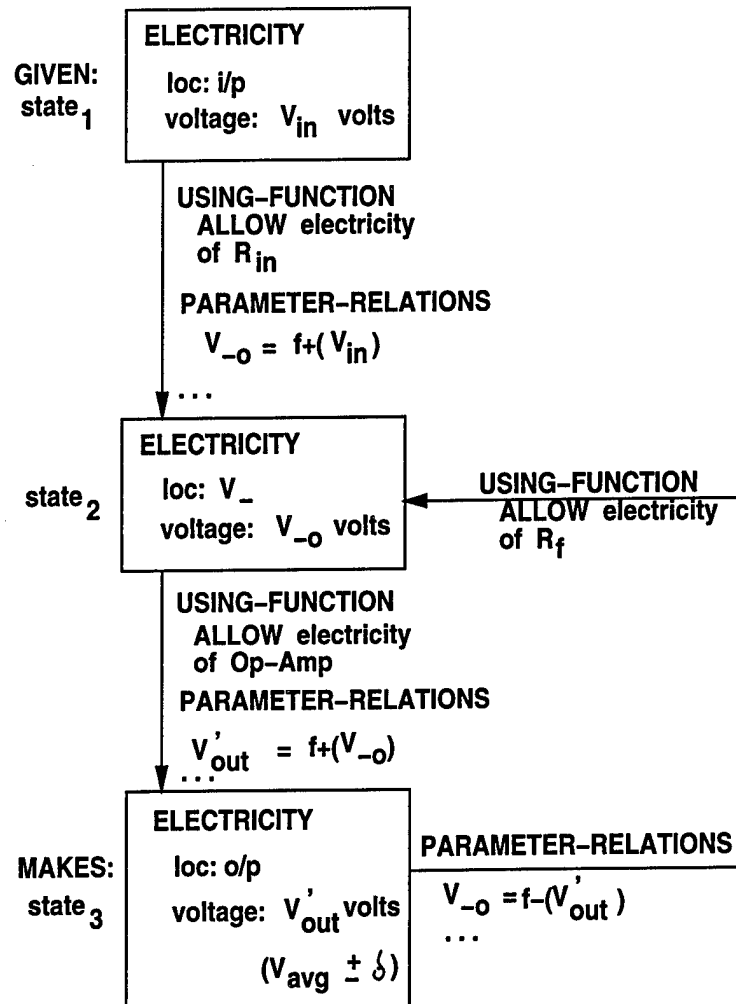 ELECTRICITY
GIVEN:
state1
loc: i/p
voltage: Vin volts
USING-FUNCTION
ALLOW electricity
of Rin
PARAMETER-RELATIONS
V-o = f+(Vin)
...
ELECTRICITY
state2
loc: V-
voltage: V-o volts
USING-FUNCTION
ALLOW electricity
of Rf
USING-FUNCTION
ALLOW electricity
of Op-Amp
PARAMETER-RELATIONS
V'out = f+(V-o)
...
ELECTRICITY
MAKES:
state3
loc: o/p
voltage: V'out volts
(Vavg ± δ)
PARAMETER-RELATIONS
V-o = f-(V'out)
...